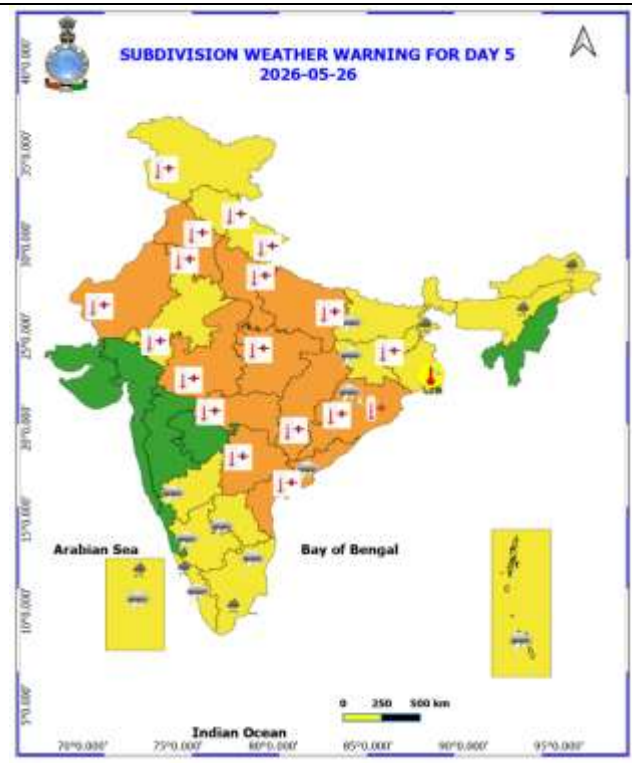 SUBDIVISION WEATHER WARNING FOR DAY 5
2026-05-26
40°0.000'
35°0.000'
30°0.000'
25°0.000'
20°0.000'
15°0.000'
10°0.000'
5°0.000'
Arabian Sea
Bay of Bengal
0 250 500 km
Indian Ocean
70°0.000' 75°0.000' 80°0.000' 85°0.000' 90°0.000' 95°0.000'